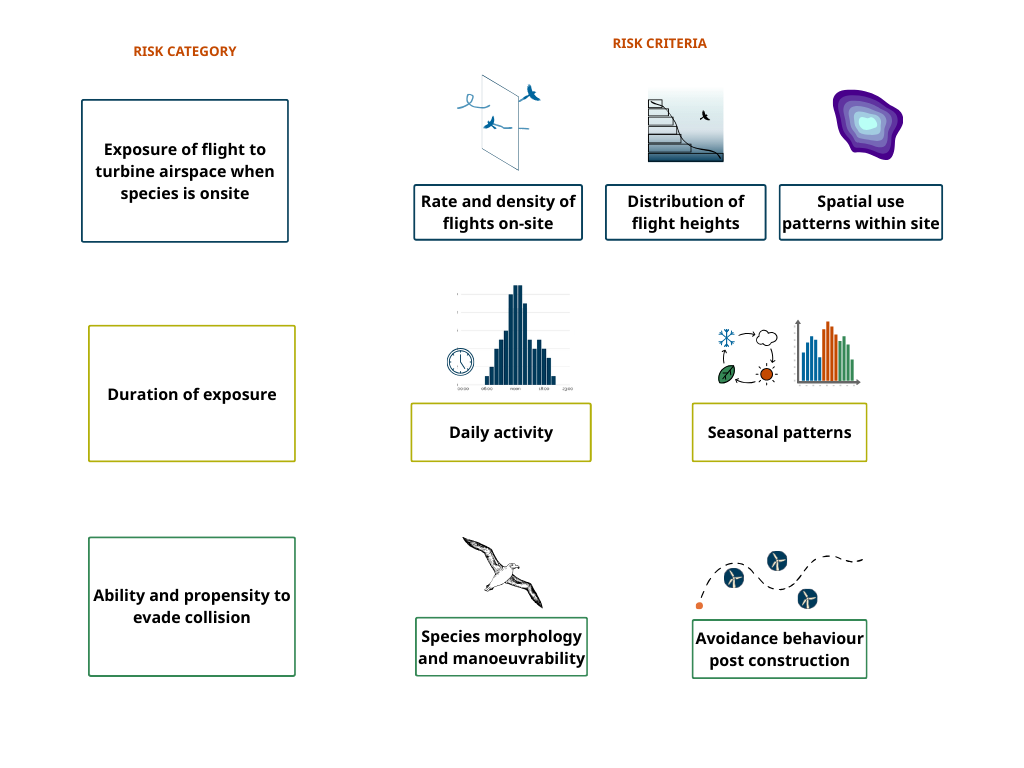 RISK CATEGORY
RISK CRITERIA
Exposure of flight to
turbine airspace when
species is onsite
Rate and density of
flights on-site
Distribution of
flight heights
Spatial use
patterns within site
Duration of exposure
noon
Daily activity
Seasonal patterns
Ability and propensity to
evade collision
Species morphology
and manoeuvrability
Avoidance behaviour
post construction